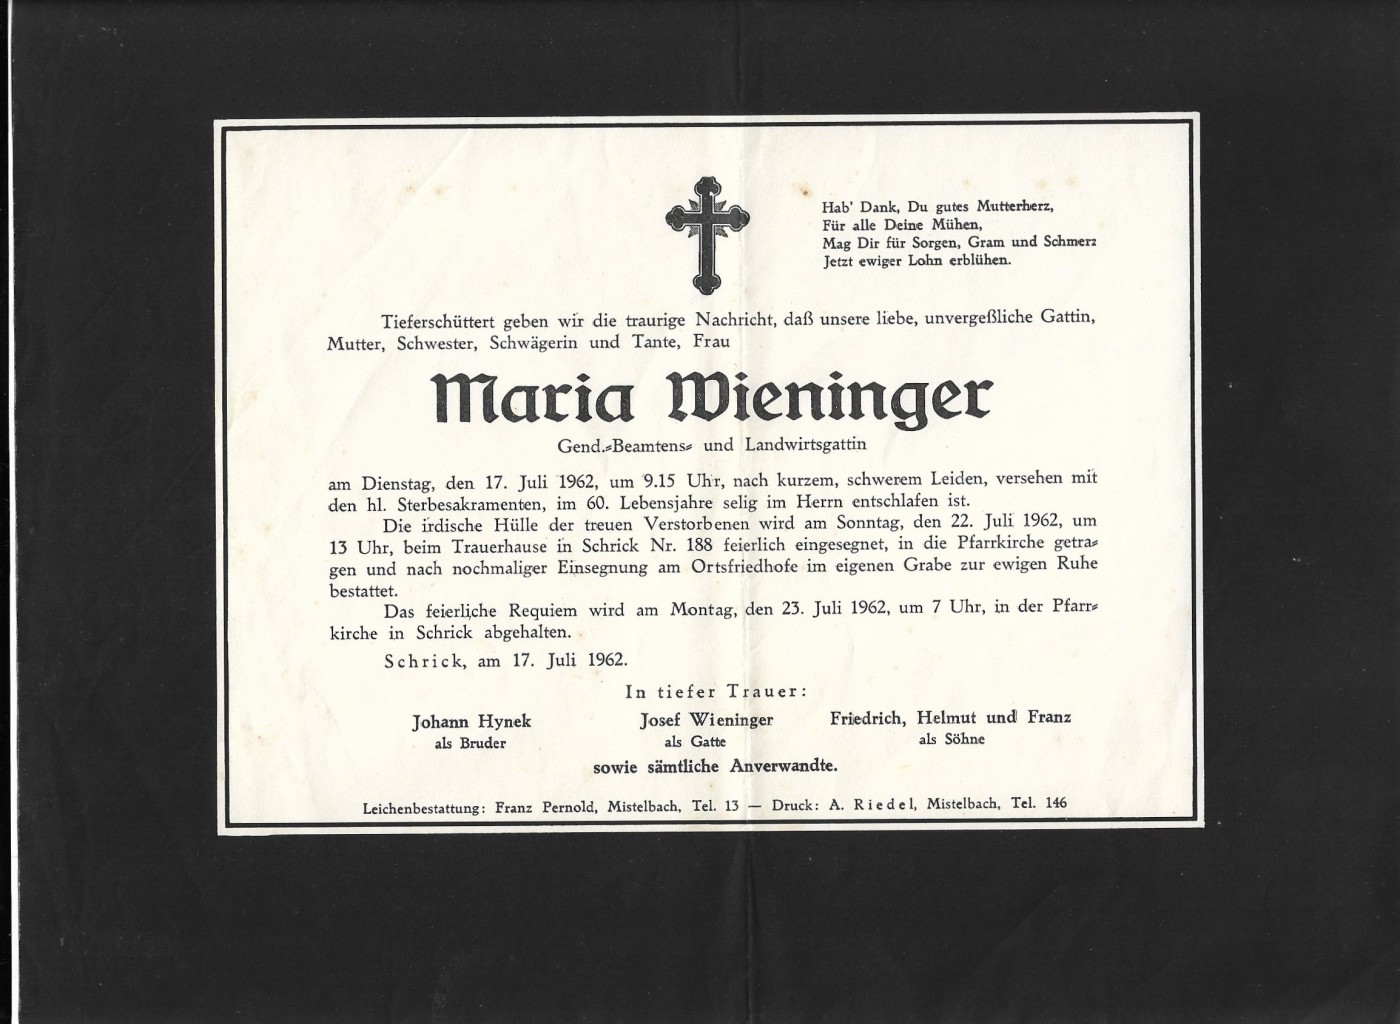 Hab' Dank, Du gutes Mutterherz,
Für alle Deine Mühen,
Mag Dir für Sorgen, Gram und Schmerz
Jetzt ewiger Lohn erblühen.
Tieferschüttert geben wir die traurige Nachricht, daß unsere liebe, unvergeßliche Gattin,
Mutter, Schwester, Schwägerin und Tante, Frau
Maria Wieninger
Gend.=Beamtens= und Landwirtsgattin
am Dienstag, den 17. Juli 1962, um 9.15 Uhr, nach kurzem, schwerem Leiden, versehen mit
den hl. Sterbesakramenten, im 60. Lebensjahre selig im Herrn entschlafen ist.
Die irdische Hülle der treuen Verstorbenen wird am Sonntag, den 22. Juli 1962, um
13 Uhr, beim Trauerhause in Schrick Nr. 188 feierlich eingesegnet, in die Pfarrkirche getra=
gen und nach nochmaliger Einsegnung am Ortsfriedhofe im eigenen Grabe zur ewigen Ruhe
bestattet.
Das feierliche Requiem wird am Montag, den 23. Juli 1962, um 7 Uhr, in der Pfarr=
kirche in Schrick abgehalten.
Schrick, am 17. Juli 1962.
In tiefer Trauer:
Johann Hynek
als Bruder
Josef Wieninger
als Gatte
Friedrich, Helmut und Franz
als Söhne
sowie sämtliche Anverwandte.
Leichenbestattung: Franz Pernold, Mistelbach, Tel. 13 — Druck: A. Riedel, Mistelbach, Tel. 146